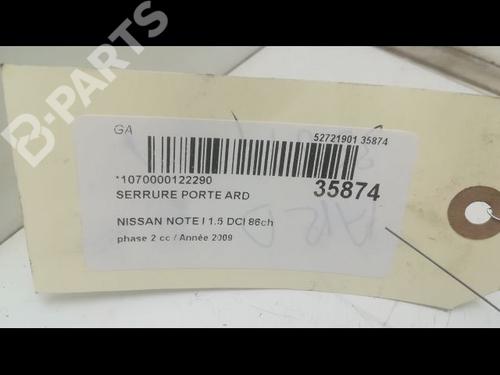 B-PARTS
GA
52721901 35874
*1070000122290
35874
SERRURE PORTE ARD
NISSAN NOTE I 1.5 DCI 86ch
phase 2 cc / Année 2009